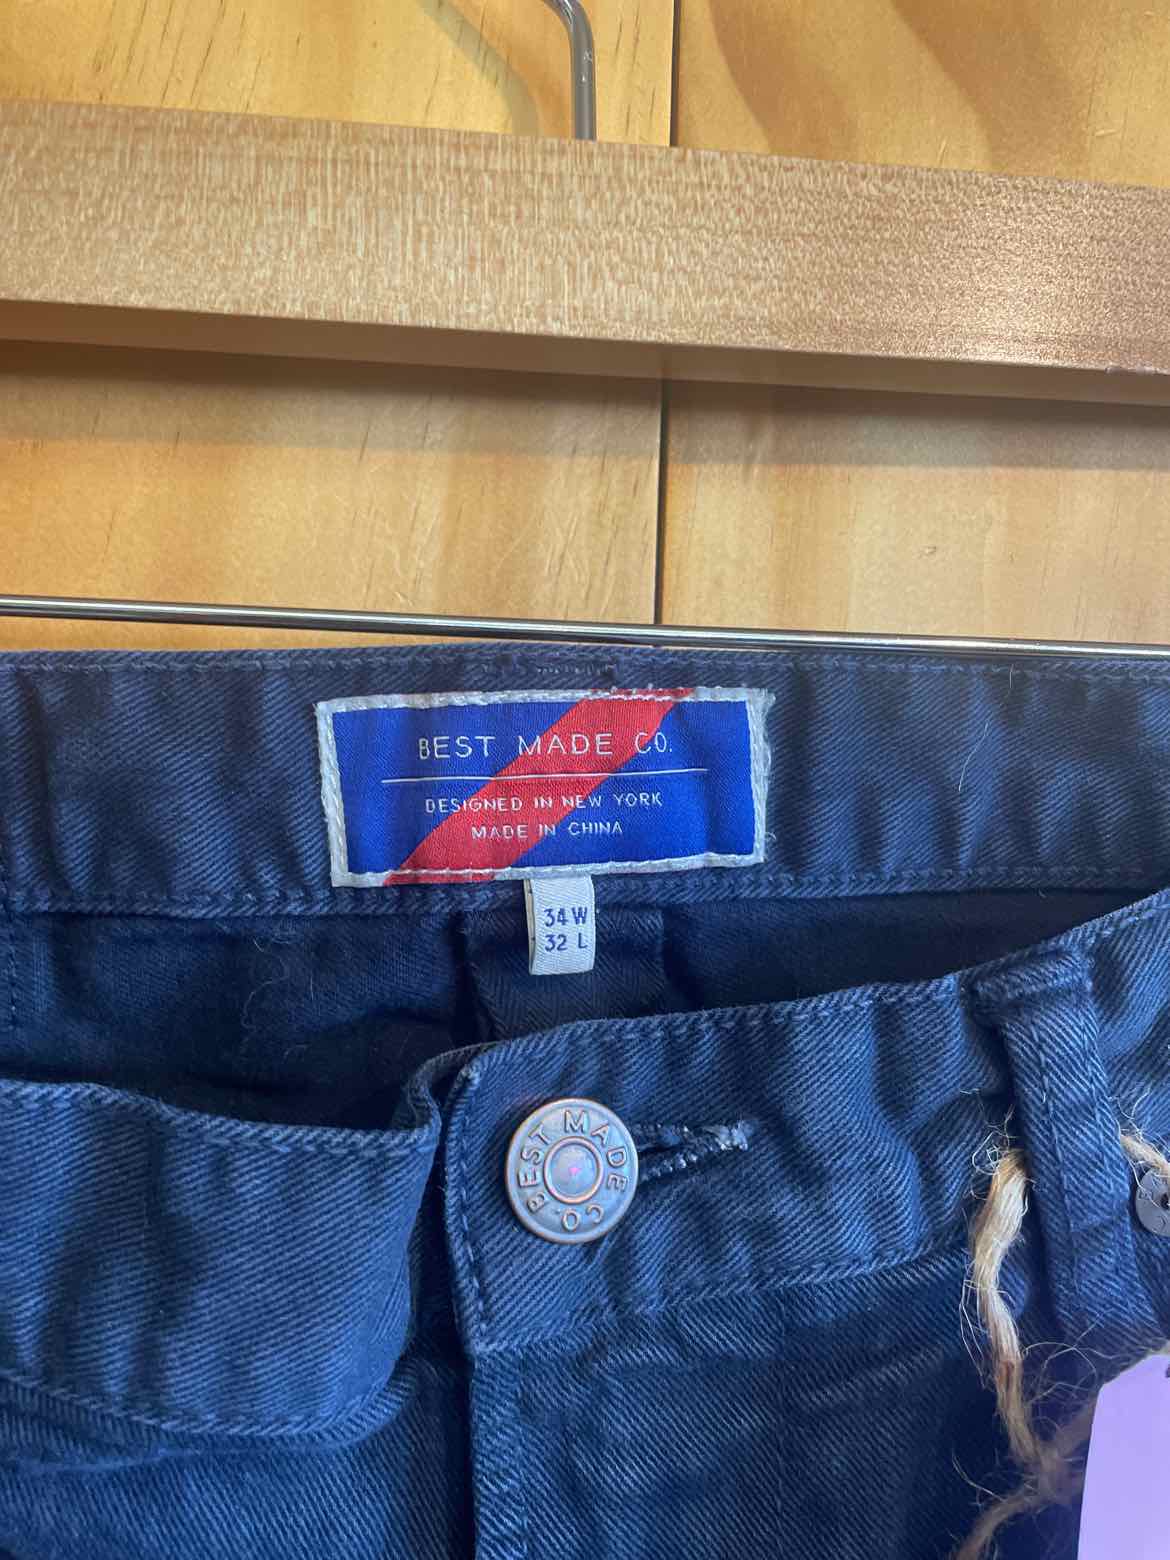 BEST MADE CO.
DESIGNED IN NEW YORK
MADE IN CHINA
34 W
32 L
BEST MADE CO.